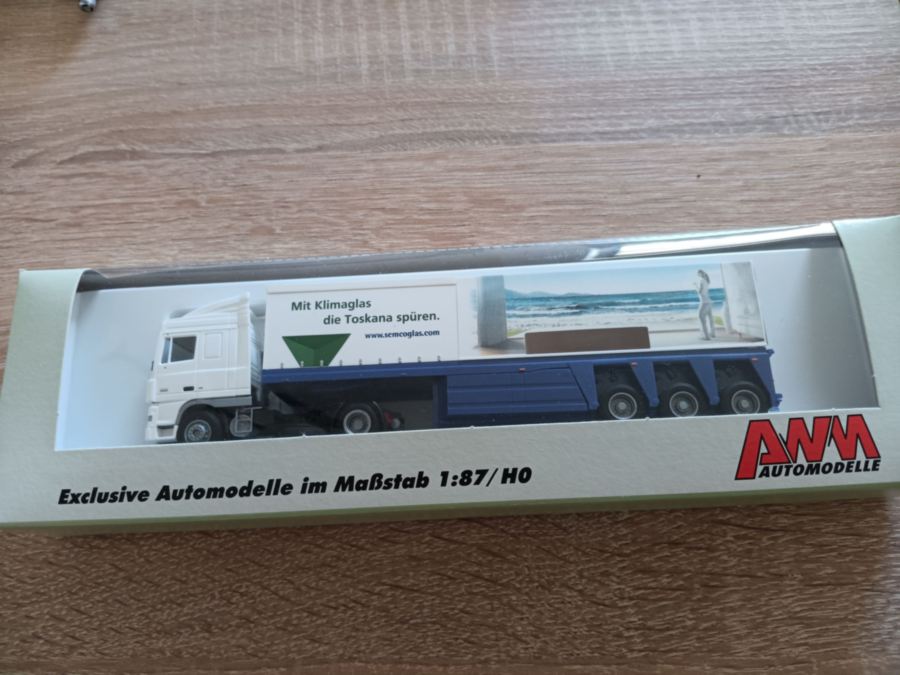 Mit Klimaglas
die Toskana spüren.
www.semcoglas.com
Exclusive Automodelle im Maßstab 1:87/H0
AWM
AUTOMODELLE